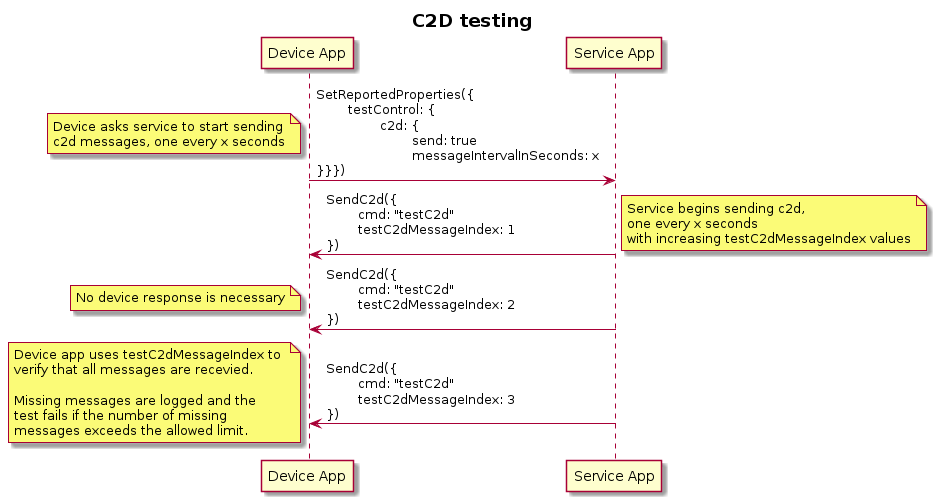 C2D testing
Device App
Service App
SetReportedProperties({
testControl: {
c2d: {
send: true
messageIntervalInSeconds: x
}}})
Device asks service to start sending
c2d messages, one every x seconds
SendC2d({
cmd: "testC2d"
testC2dMessageIndex: 1
})
Service begins sending c2d,
one every x seconds
with increasing testC2dMessageIndex values
SendC2d({
cmd: "testC2d"
testC2dMessageIndex: 2
})
No device response is necessary
SendC2d({
cmd: "testC2d"
testC2dMessageIndex: 3
})
Device app uses testC2dMessageIndex to
verify that all messages are recevied.
Missing messages are logged and the
test fails if the number of missing
messages exceeds the allowed limit.
Device App
Service App